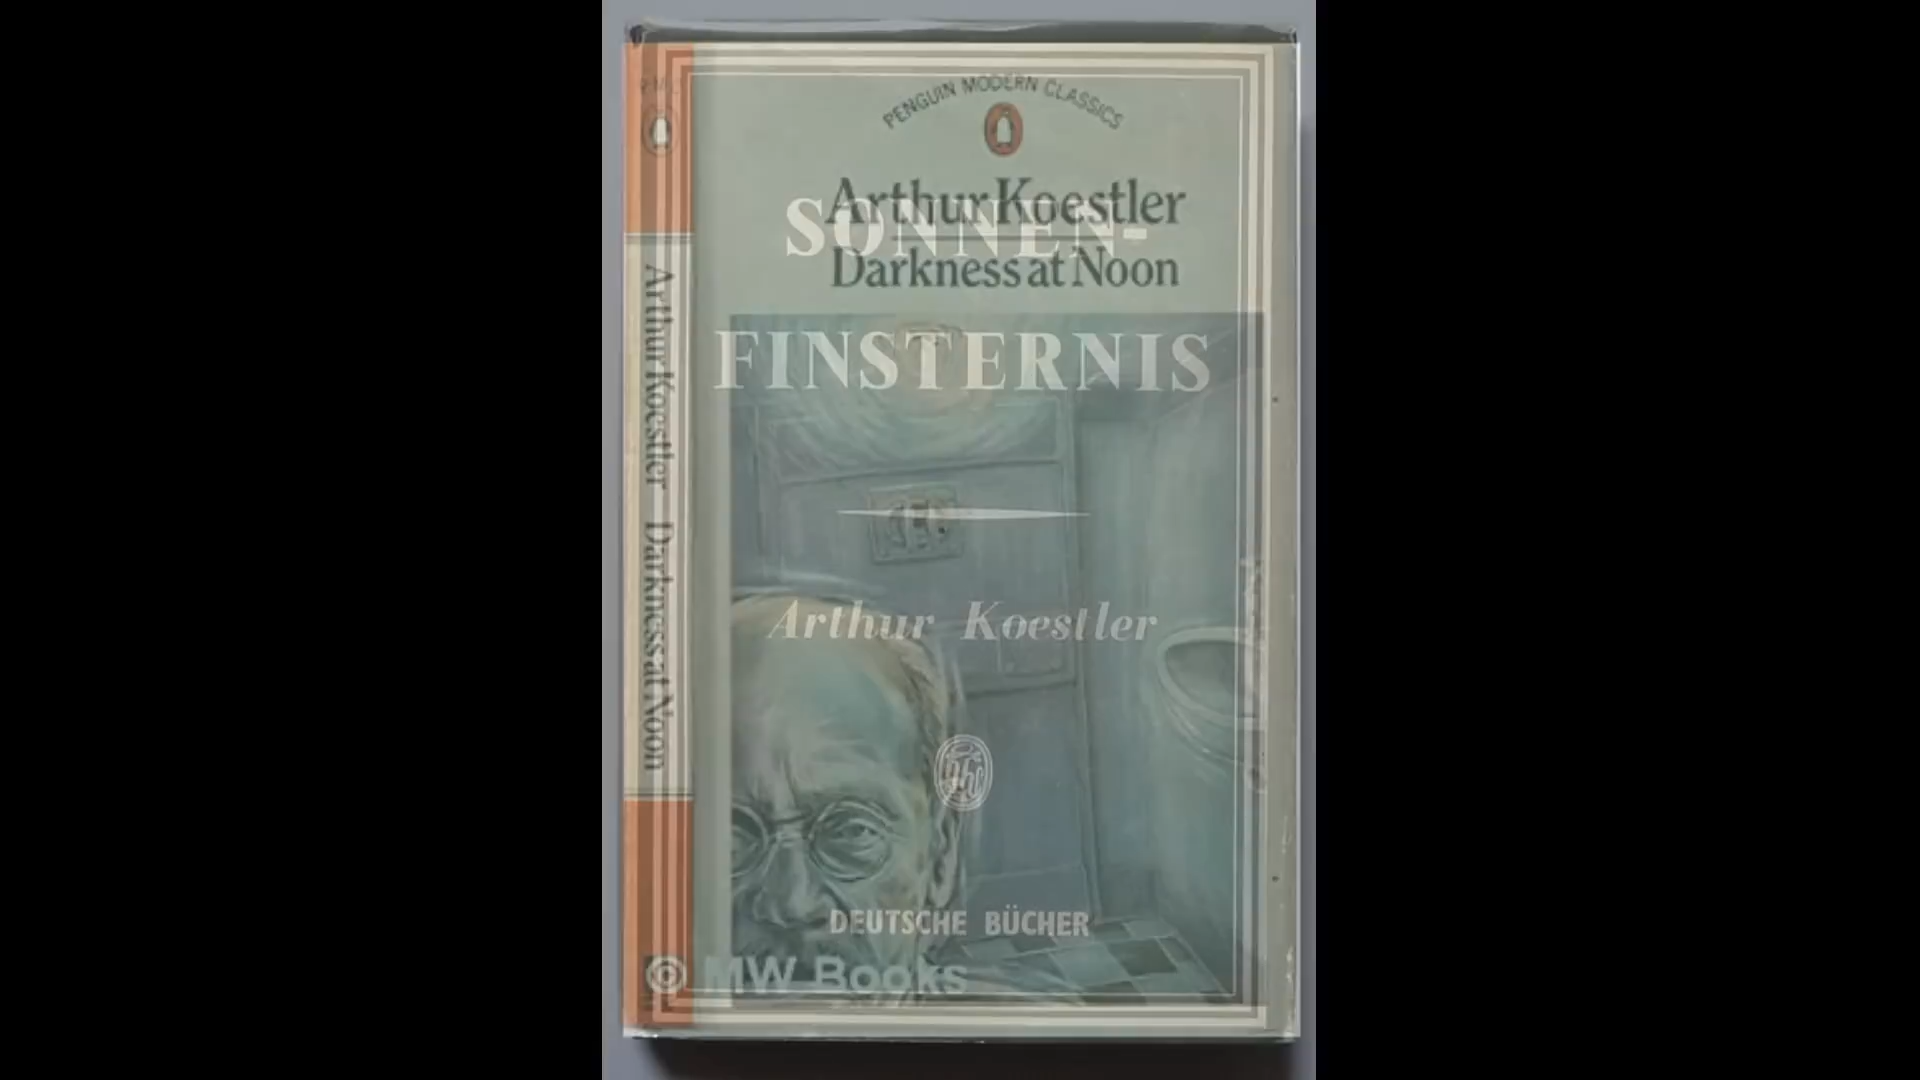 PENGUIN MODERN CLASSICS
Arthur Koestler
Darkness at Noon
SONNEN-
FINSTERNIS
Arthur Koestler
DEUTSCHE BÜCHER
© MW Books
Arthur Koestler Darkness at Noon